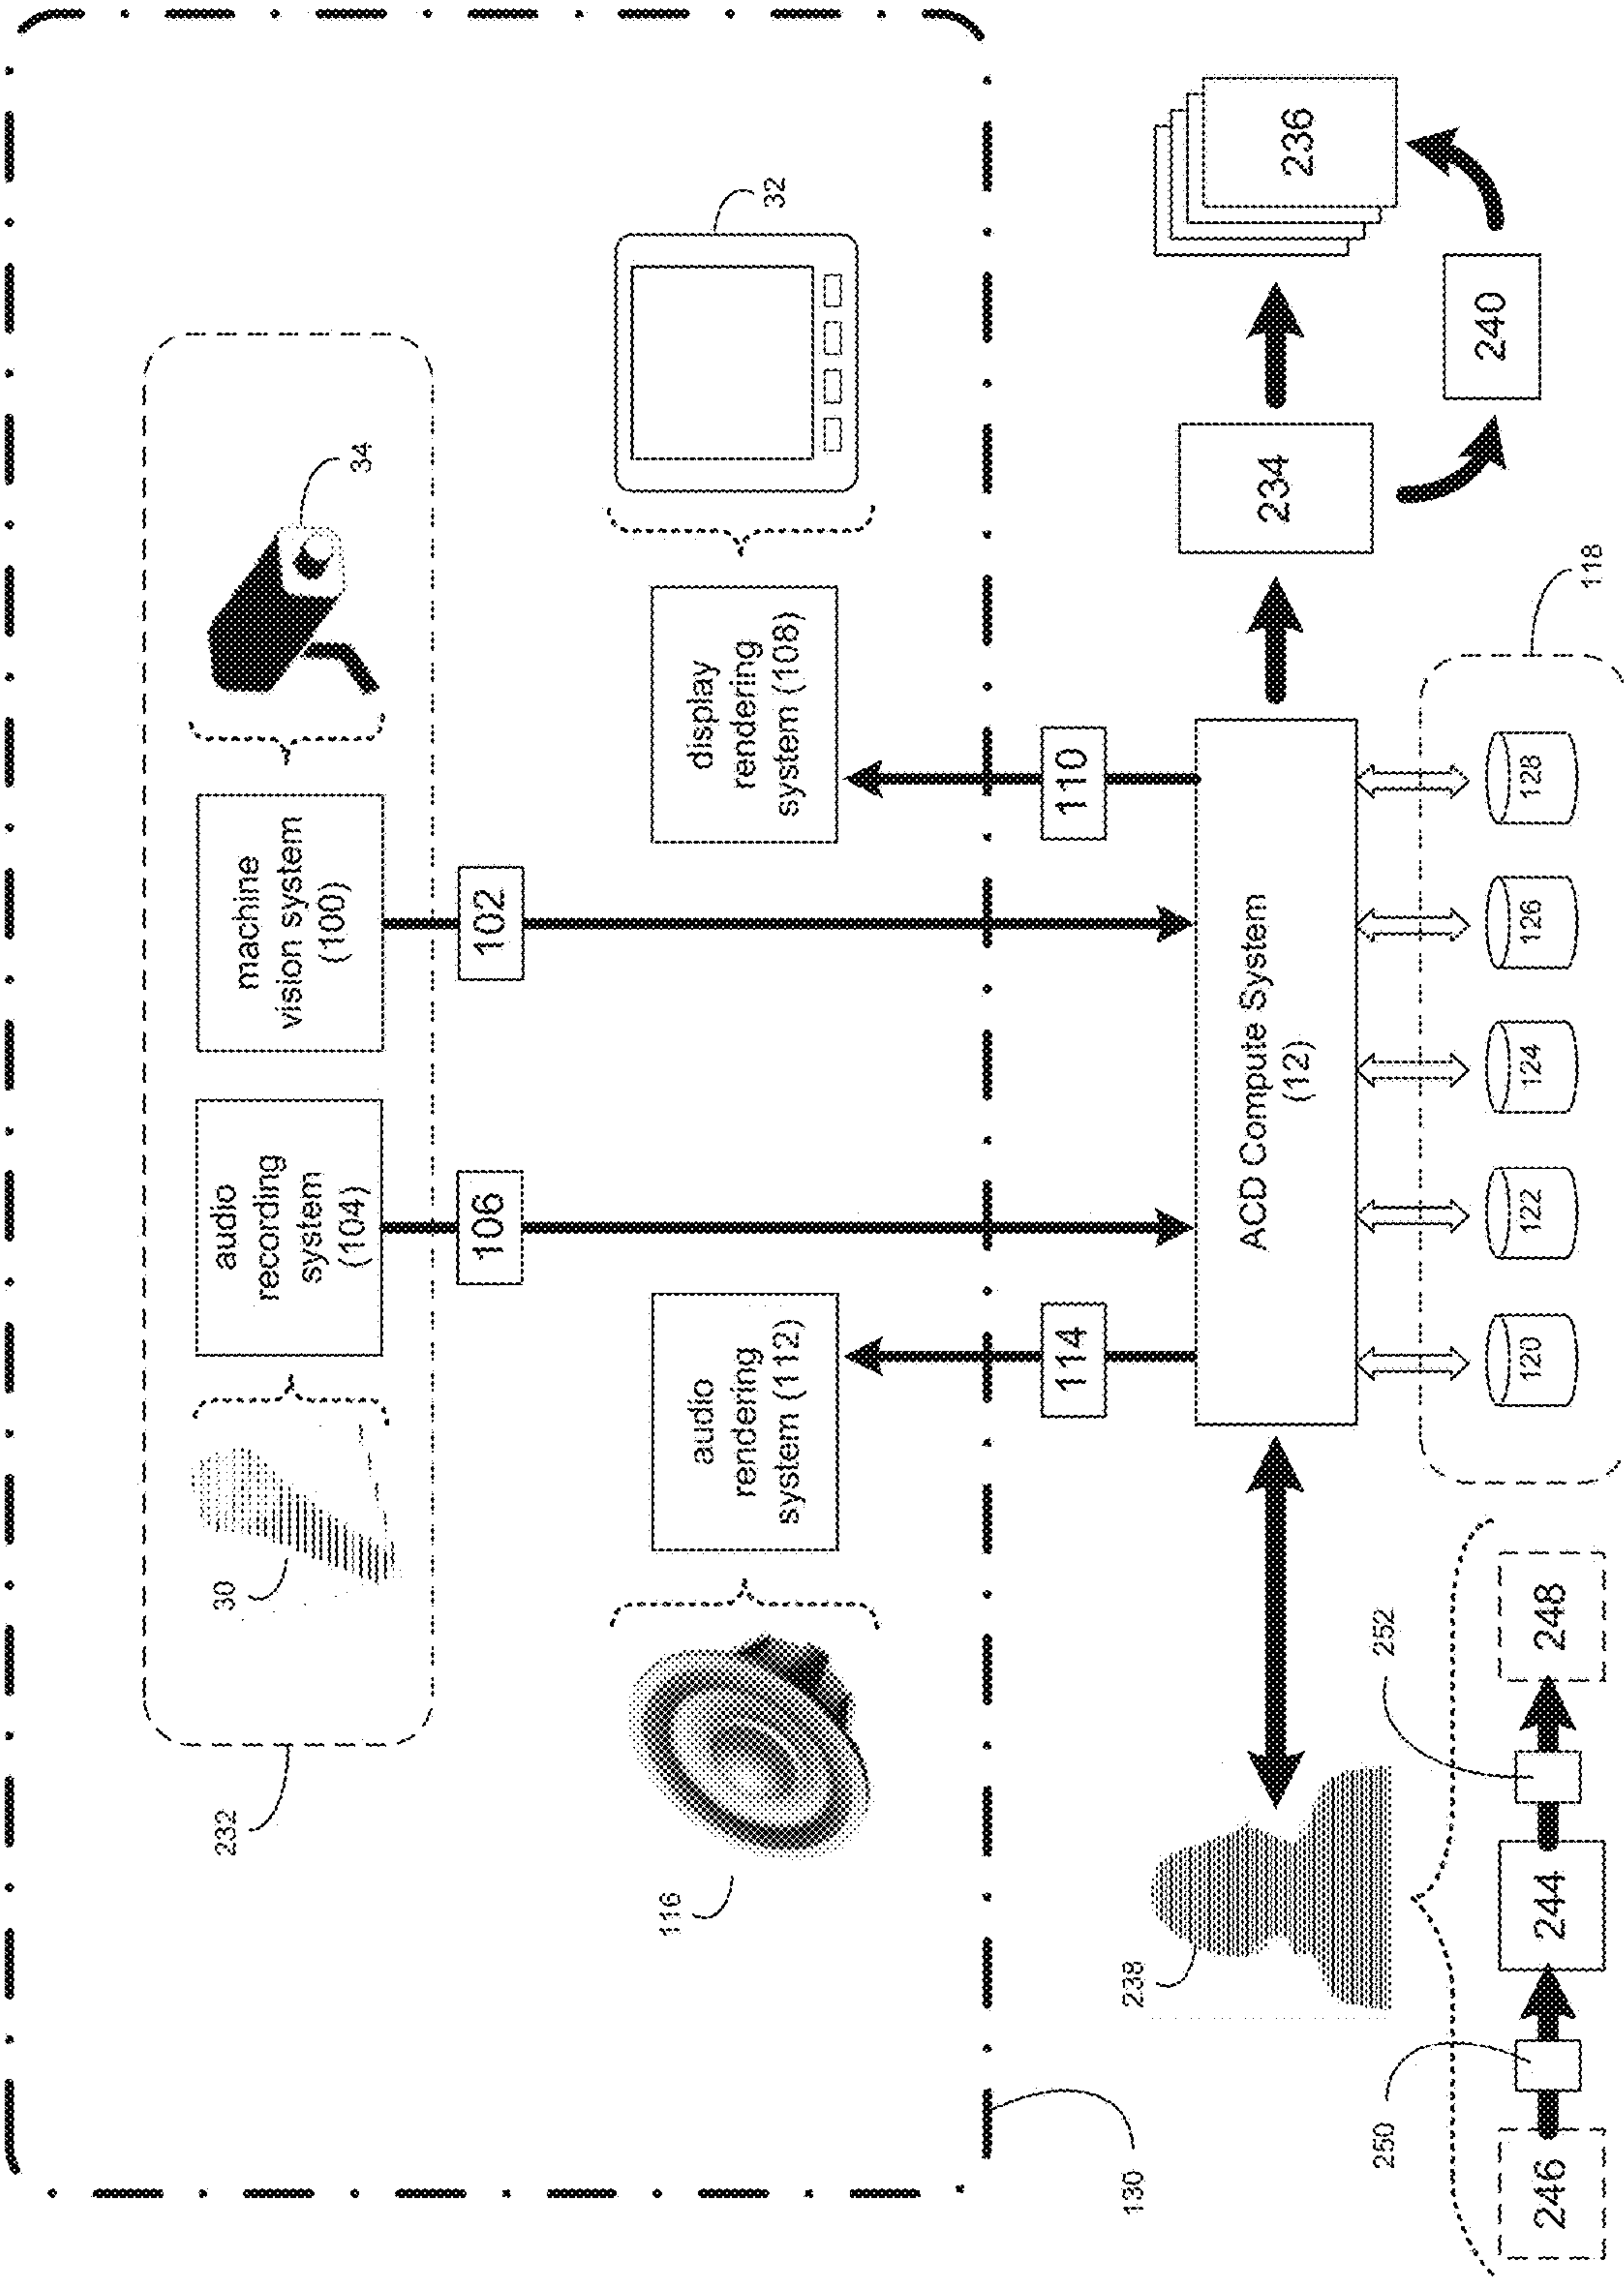 232
30
audio
recording
system
(104)
machine
vision system
(100)
34
106
102
116
audio
rendering
system (112)
display
rendering
system (108)
32
130
114
110
238
ACD Compute System
(12)
234
236
240
118
120
122
124
126
128
250
252
246
244
248